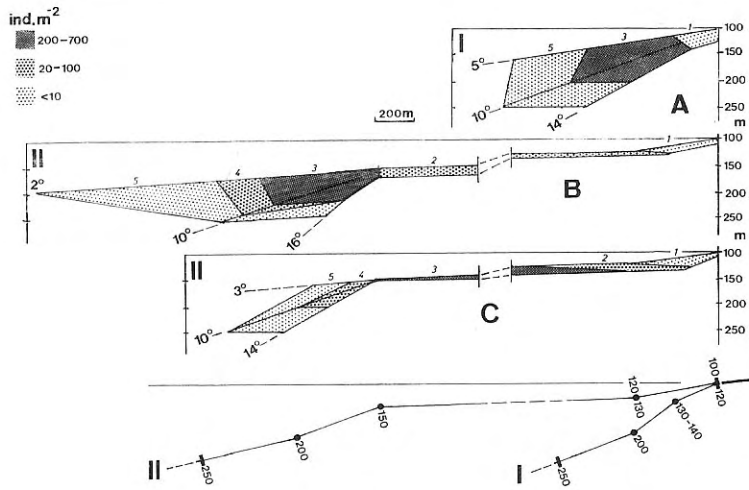 ind.m⁻²
200-700
20-100
<10
200m
I
5 3 1 100
5° 150
200
10° 250
14° A m
II
2° 5 4 3 2 1 100
150
200
10° 250
16° B m
II
3° 5 4 3 2 1 100
150
200
10° 250
14° C m
100
120 120
150 130 130-140
200 200
250 250
II I